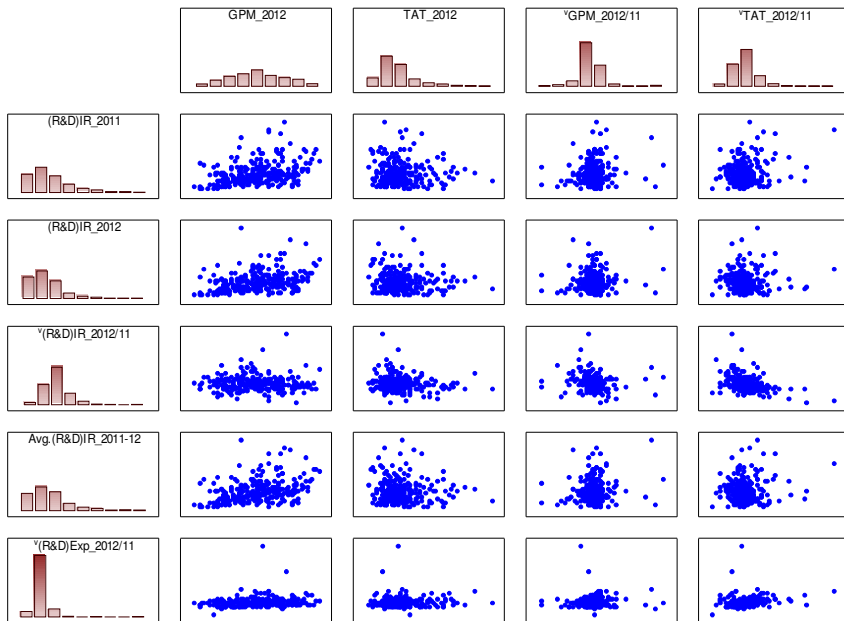 GPM_2012
TAT_2012
ᵛGPM_2012/11
ᵛTAT_2012/11
(R&D)IR_2011
(R&D)IR_2012
ᵛ(R&D)IR_2012/11
Avg.(R&D)IR_2011-12
ᵛ(R&D)Exp_2012/11